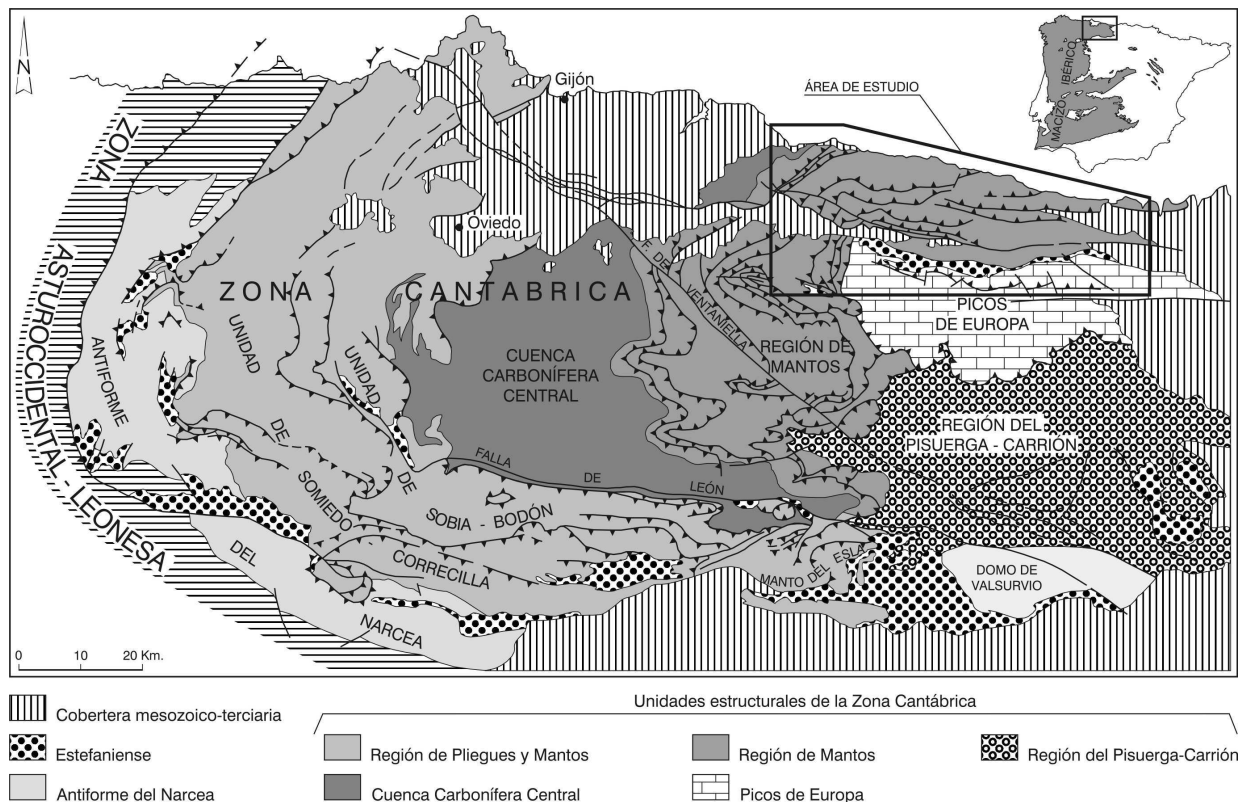 N
Gijón
ÁREA DE ESTUDIO
MACIZO IBÉRICO
Oviedo
ZONA
ASTUROCCIDENTAL - LEONESA
ZONA CANTABRICA
F. DE VENTANIELLA
PICOS
DE EUROPA
REGIÓN DE
MANTOS
CUENCA
CARBONÍFERA
CENTRAL
UNIDAD DE SOMIEDO
UNIDAD DE
SOBIA - BODÓN
CORRECILLA
ANTIFORME DEL NARCEA
FALLA DE LEÓN
REGIÓN DEL
PISUERGA - CARRIÓN
MANTO DEL ESLA
DOMO DE
VALSURVIO
0 10 20 Km.
Unidades estructurales de la Zona Cantábrica
Cobertera mesozoico-terciaria
Estefaniense
Región de Pliegues y Mantos
Región de Mantos
Región del Pisuerga-Carrión
Antiforme del Narcea
Cuenca Carbonífera Central
Picos de Europa